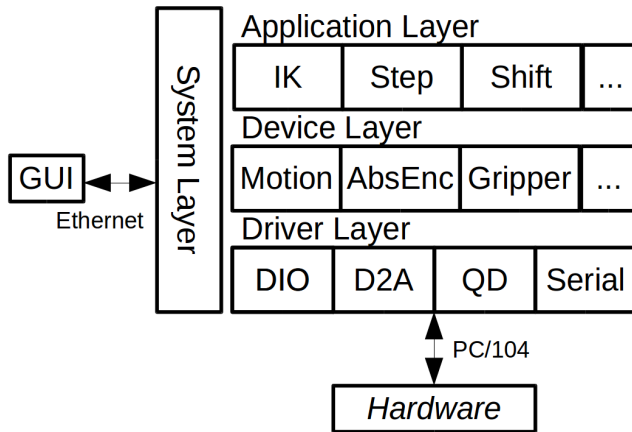 Application Layer
IK Step Shift ...
System Layer
Device Layer
GUI
Motion AbsEnc Gripper ...
Ethernet
Driver Layer
DIO D2A QD Serial
PC/104
Hardware